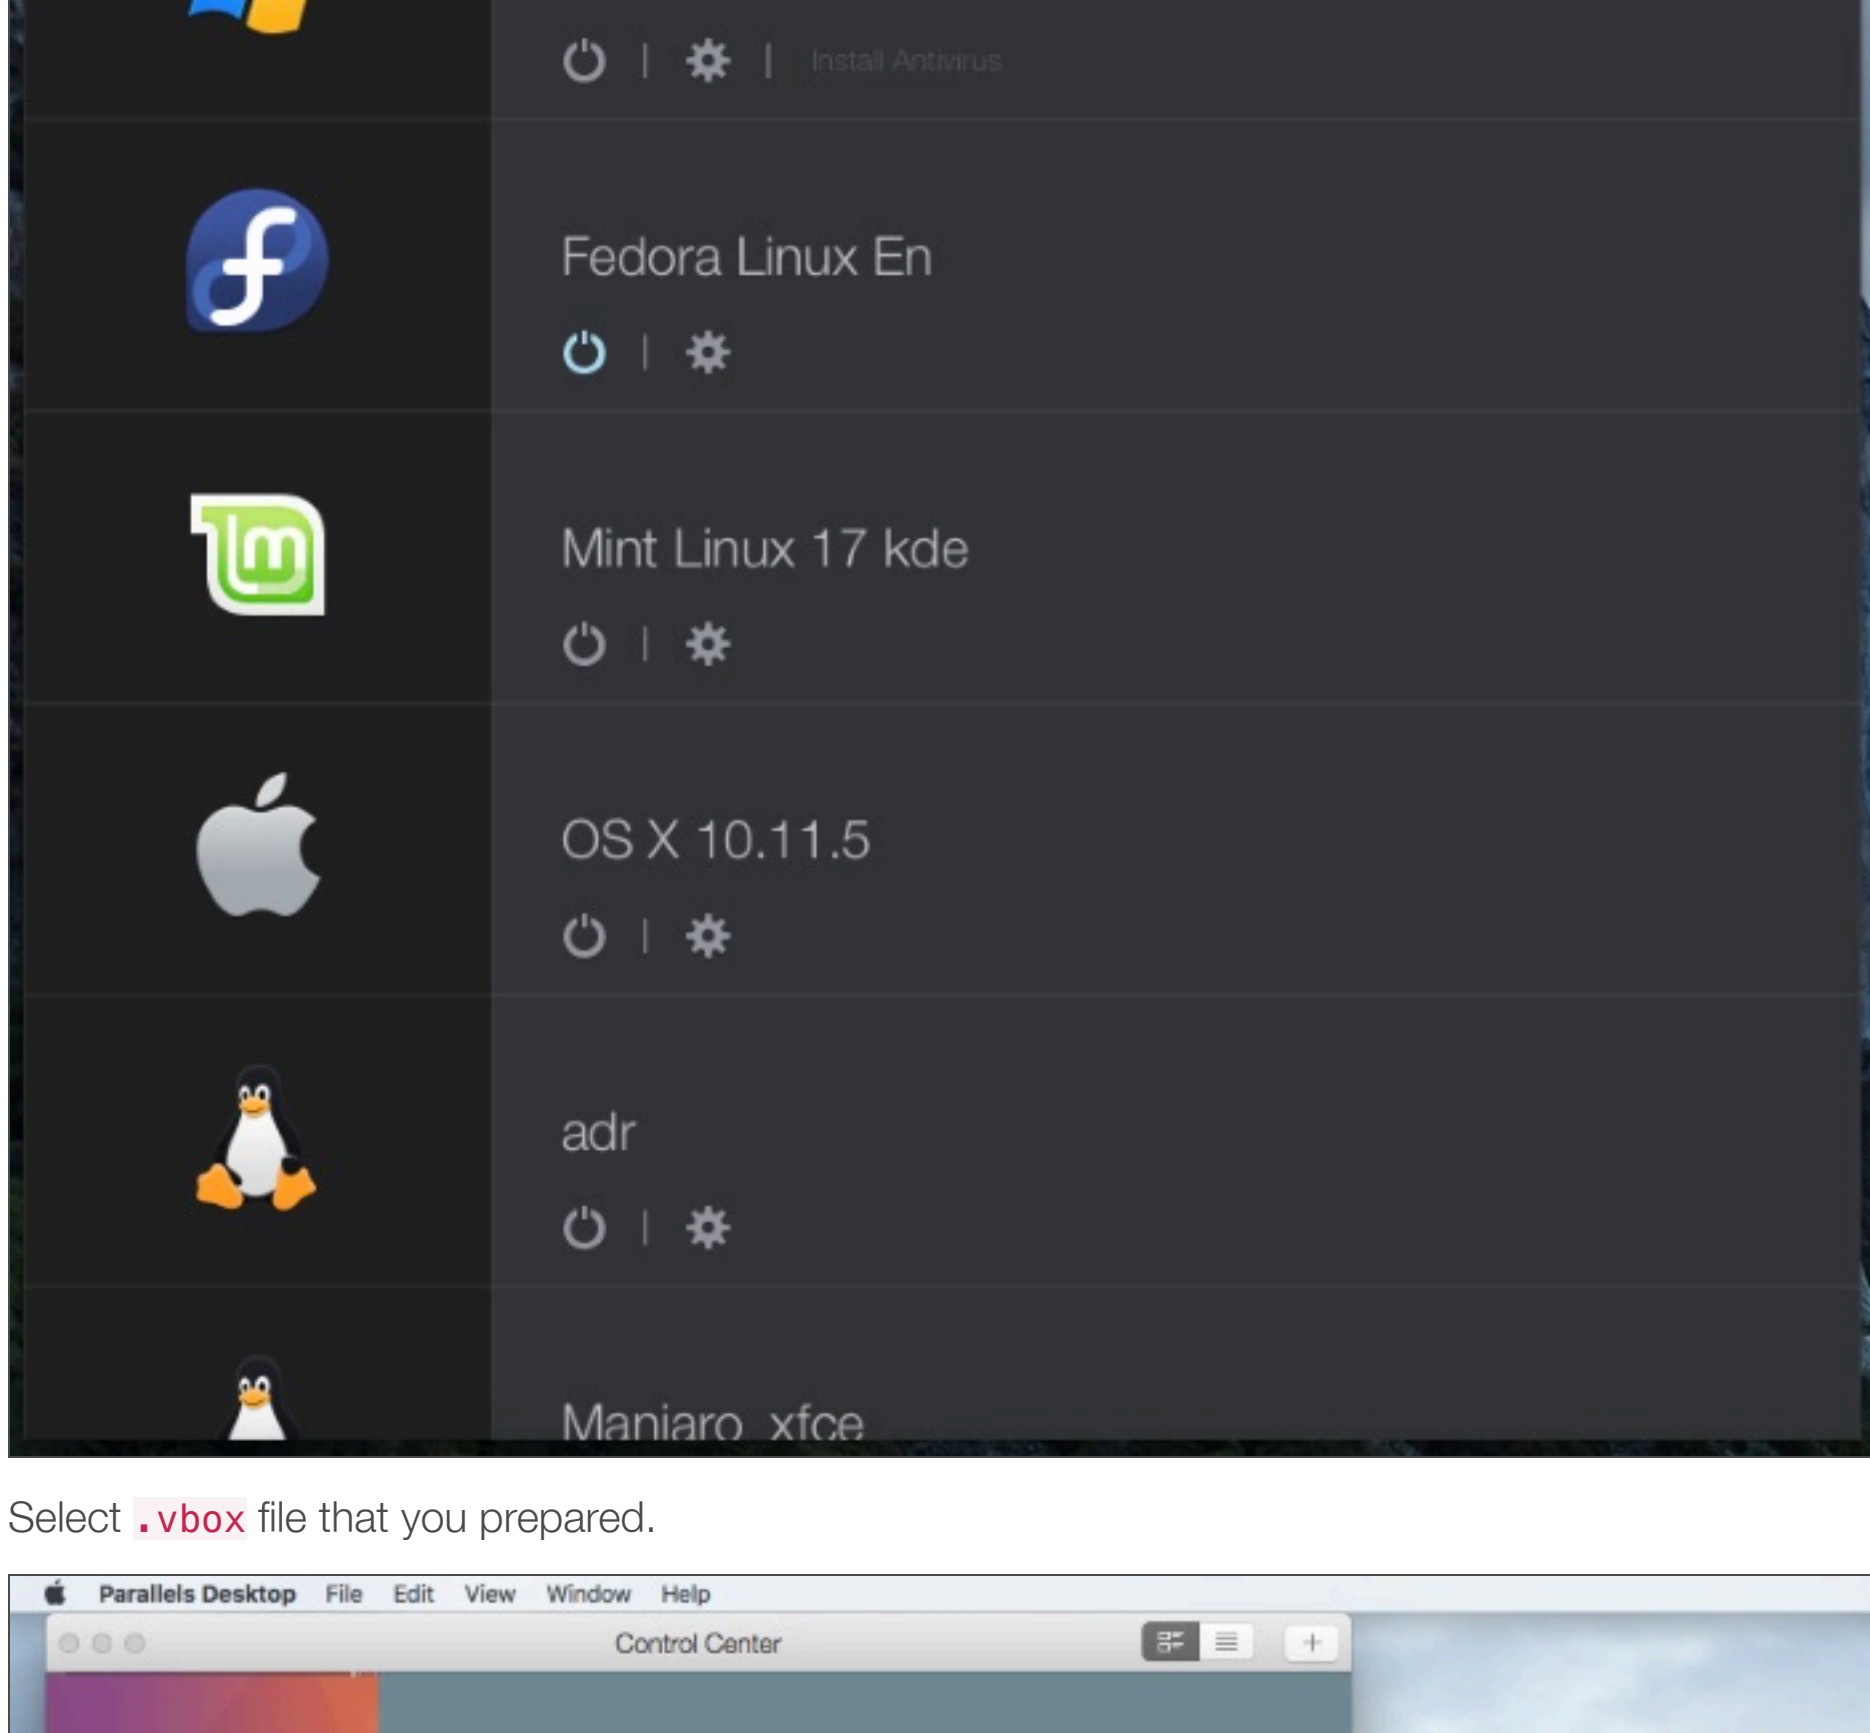 Install Antivirus
Fedora Linux En
Mint Linux 17 kde
OS X 10.11.5
adr
Manjaro_xfce
Select .vbox file that you prepared.
Parallels Desktop File Edit View Window Help
Control Center